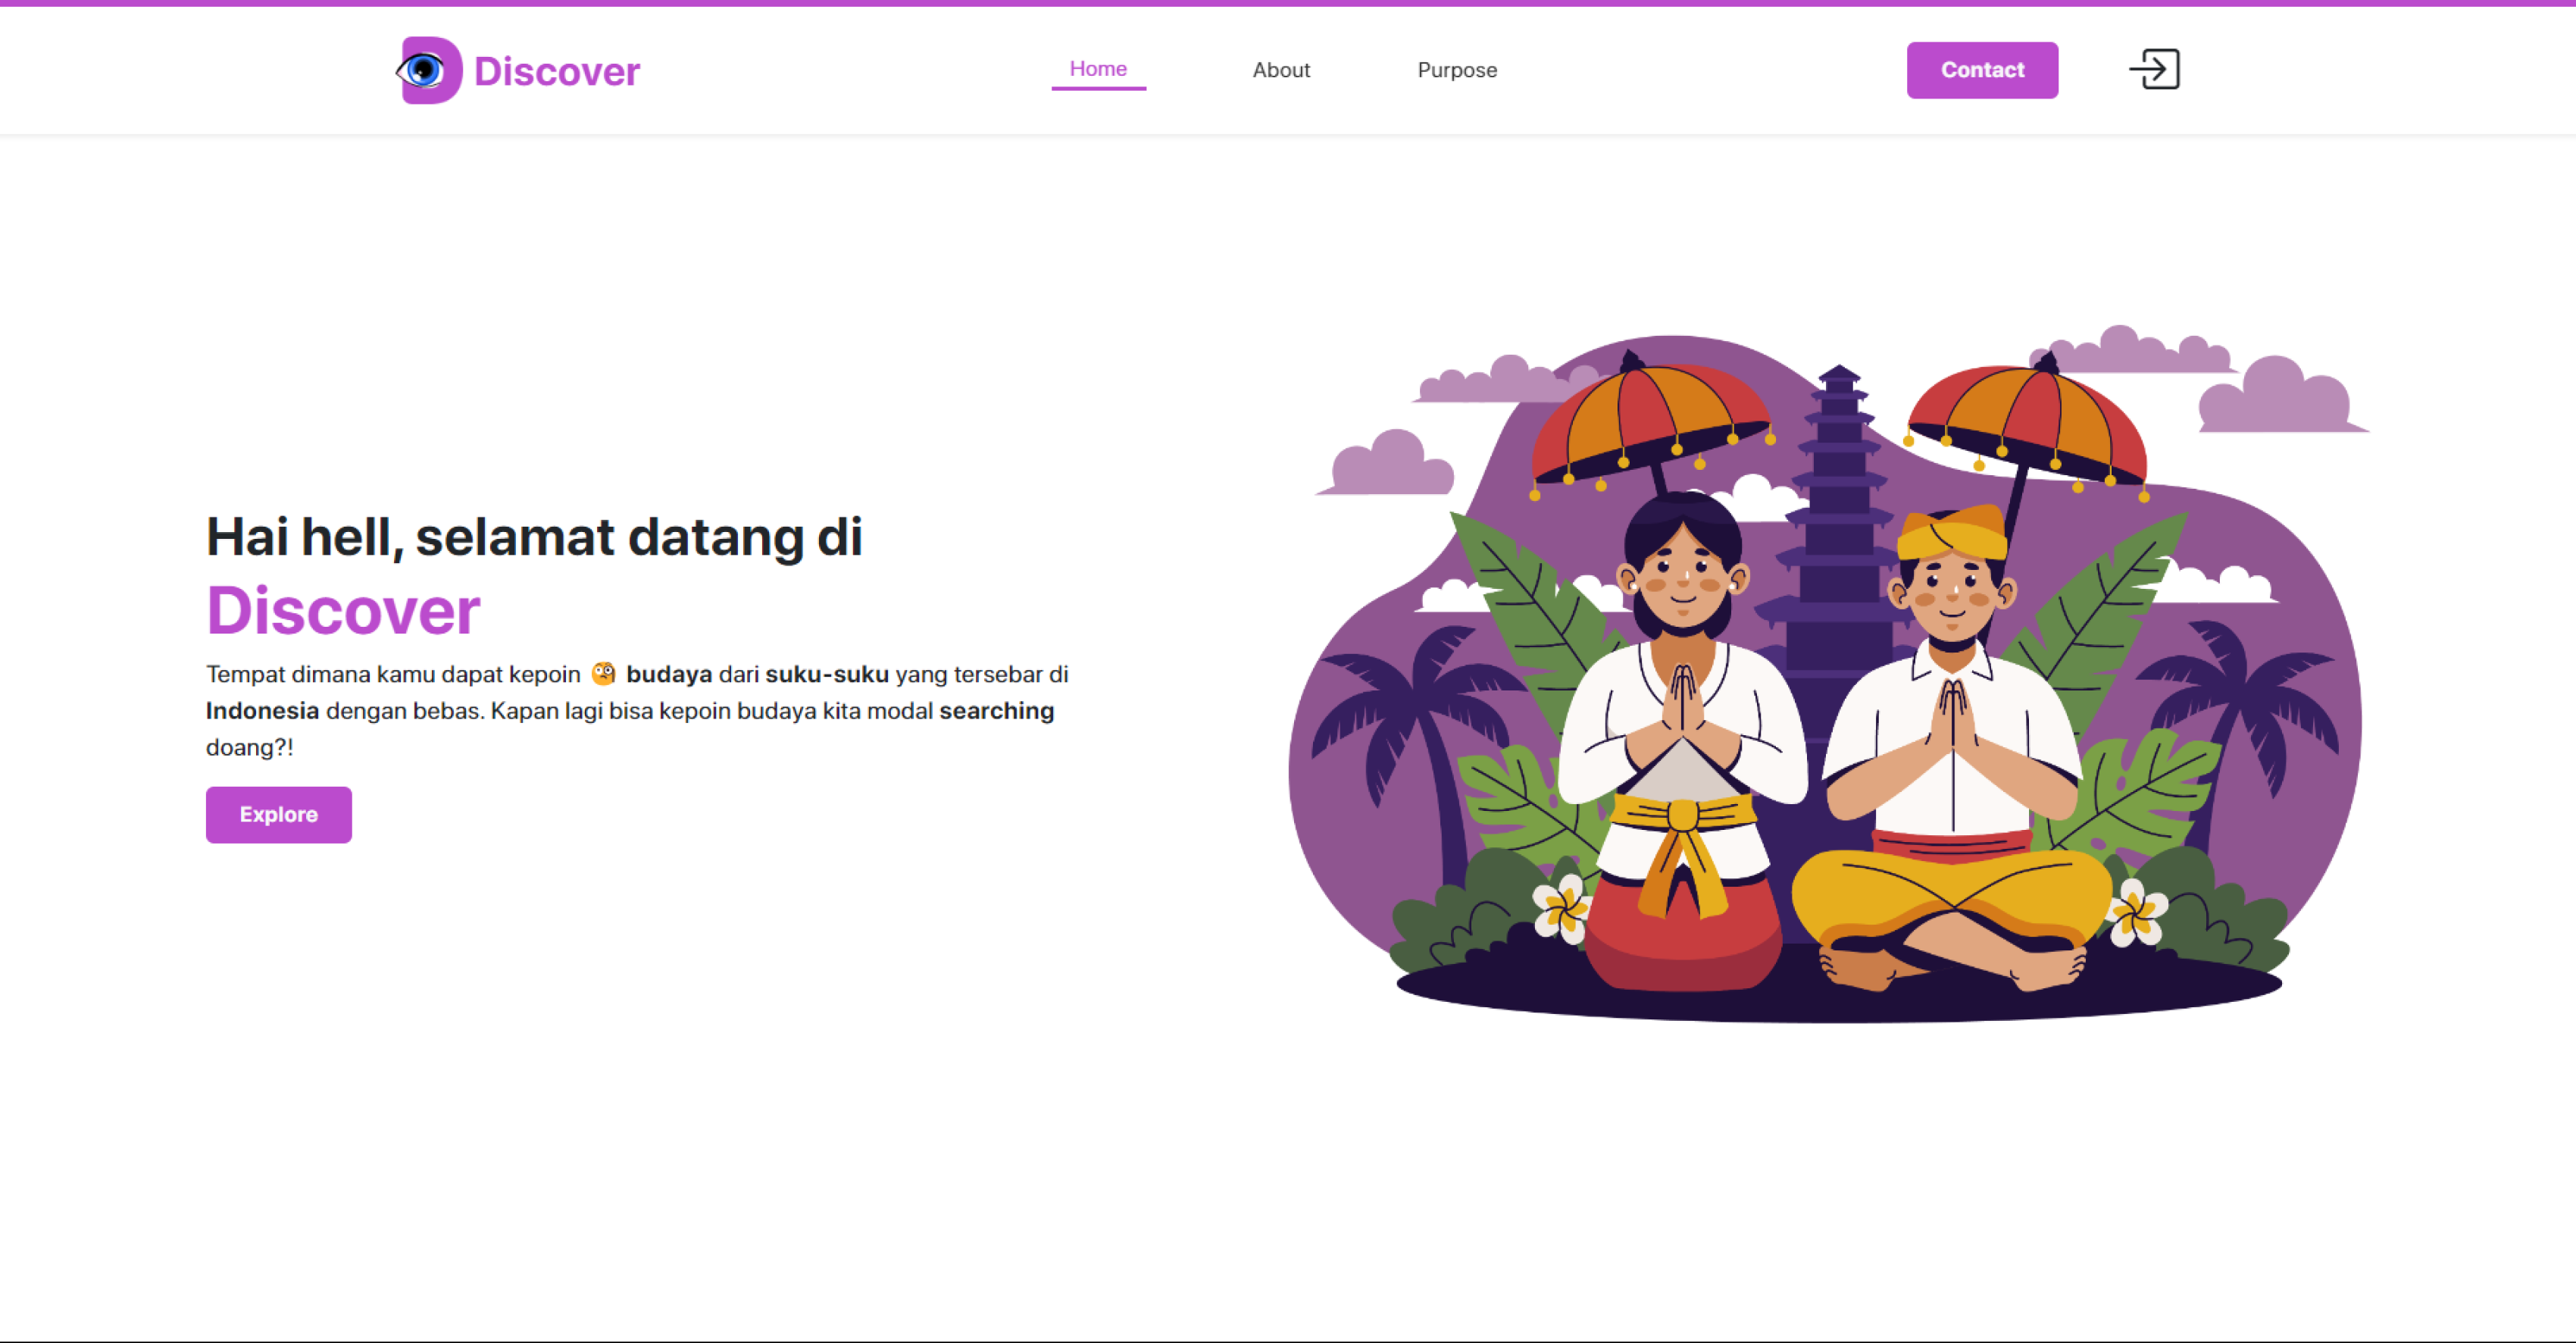 Discover
Home
About
Purpose
Contact
Hai hell, selamat datang di
Discover
Tempat dimana kamu dapat kepoin 🧐 budaya dari suku-suku yang tersebar di
Indonesia dengan bebas. Kapan lagi bisa kepoin budaya kita modal searching
doang?!
Explore